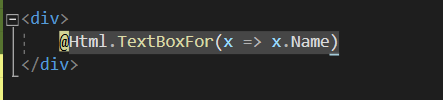 <div>
@Html.TextBoxFor(x => x.Name)
</div>